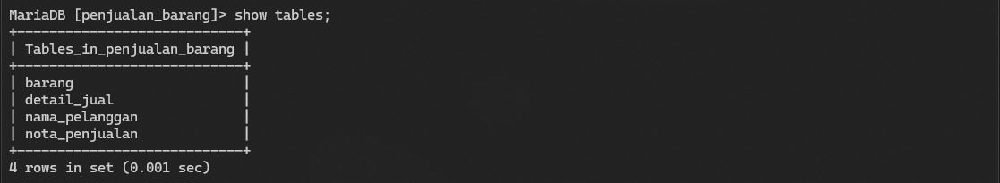 MariaDB [penjualan_barang]> show tables;
+---------------------------+
| Tables_in_penjualan_barang |
+---------------------------+
| barang                     |
| detail_jual                |
| nama_pelanggan             |
| nota_penjualan             |
+---------------------------+
4 rows in set (0.001 sec)